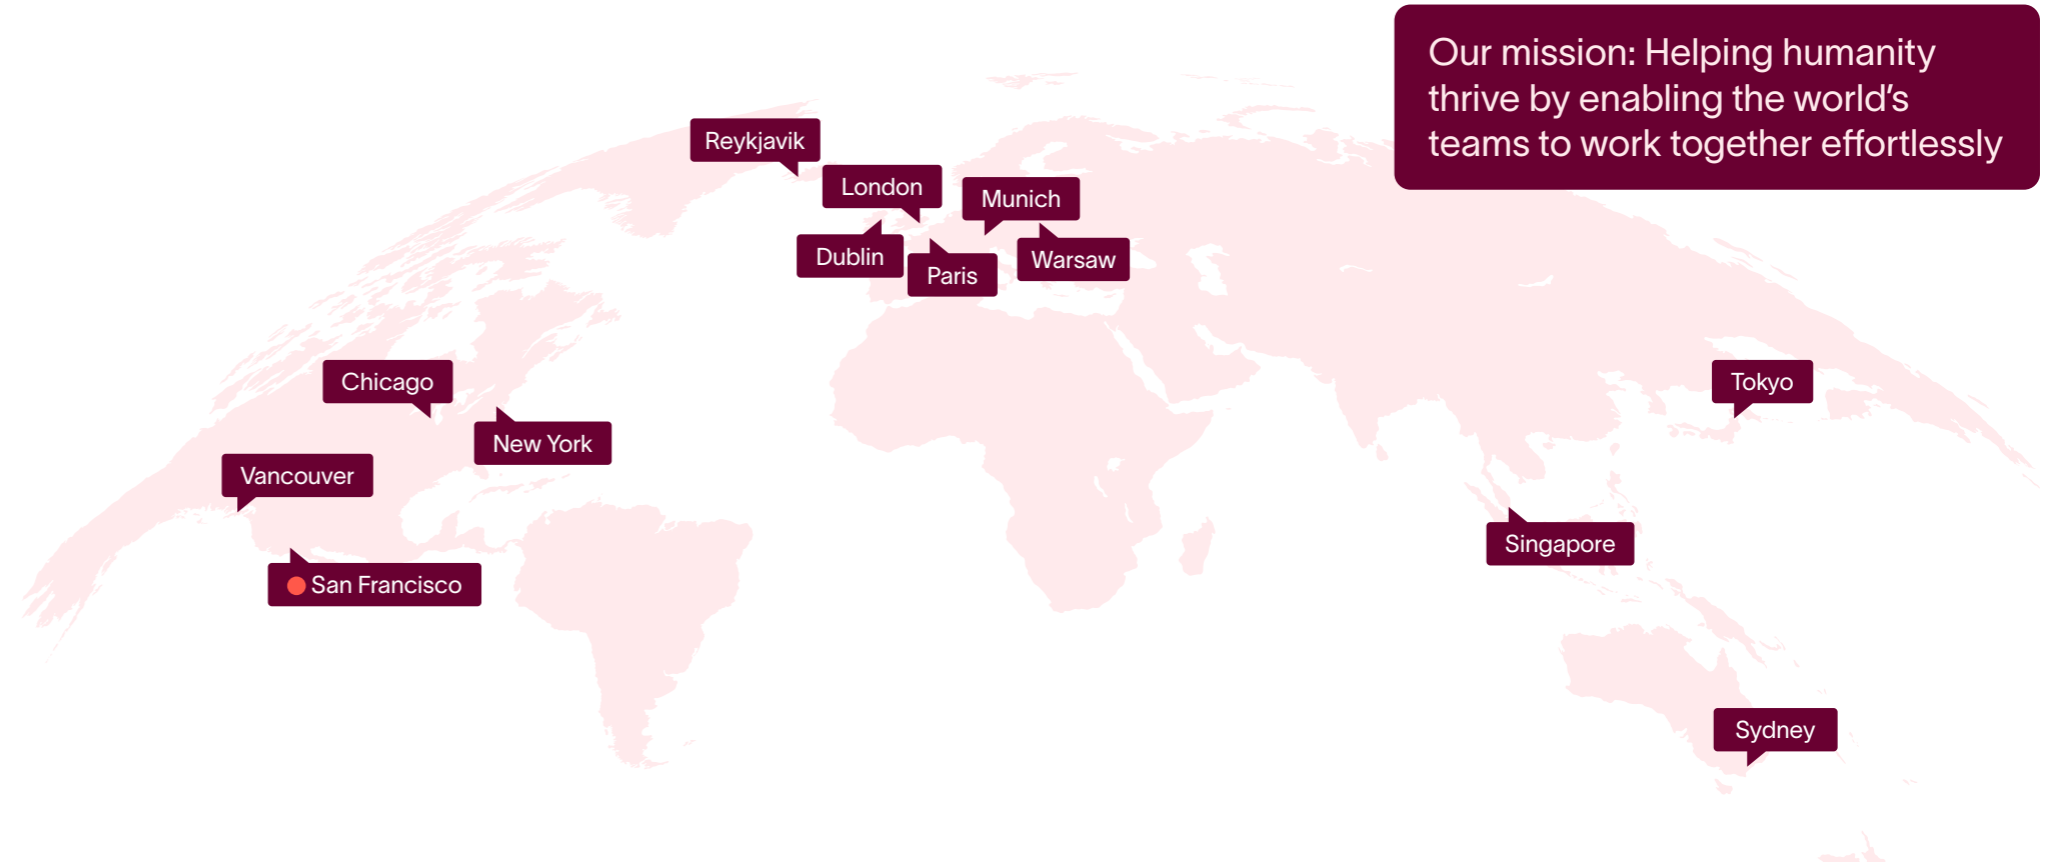 Our mission: Helping humanity
thrive by enabling the world’s
teams to work together effortlessly
Reykjavik
London
Munich
Dublin
Paris
Warsaw
Chicago
New York
Vancouver
San Francisco
Tokyo
Singapore
Sydney